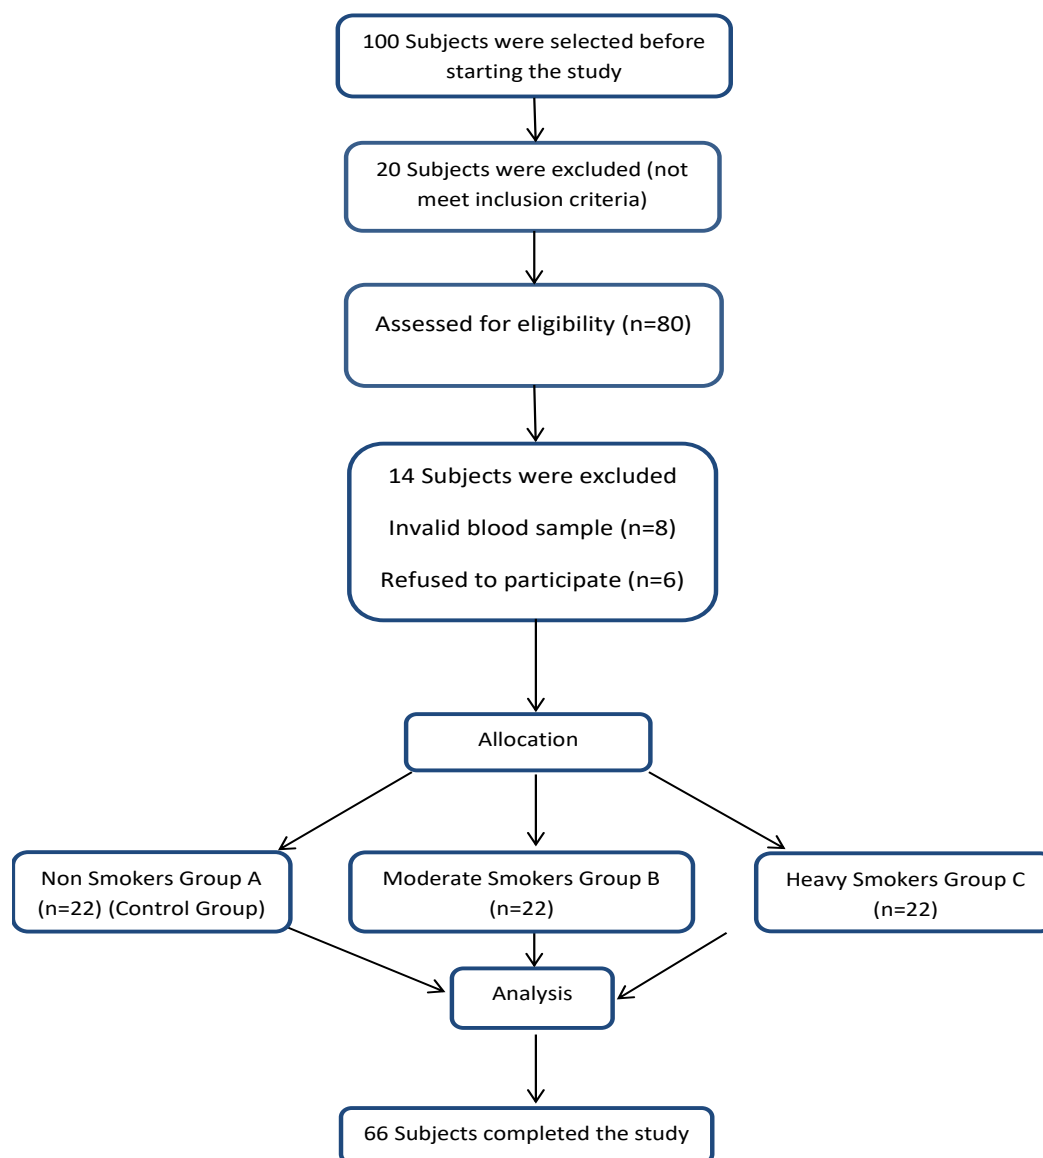 100 Subjects were selected before
starting the study
20 Subjects were excluded (not
meet inclusion criteria)
Assessed for eligibility (n=80)
14 Subjects were excluded
Invalid blood sample (n=8)
Refused to participate (n=6)
Allocation
Non Smokers Group A
(n=22) (Control Group)
Moderate Smokers Group B
(n=22)
Heavy Smokers Group C
(n=22)
Analysis
66 Subjects completed the study